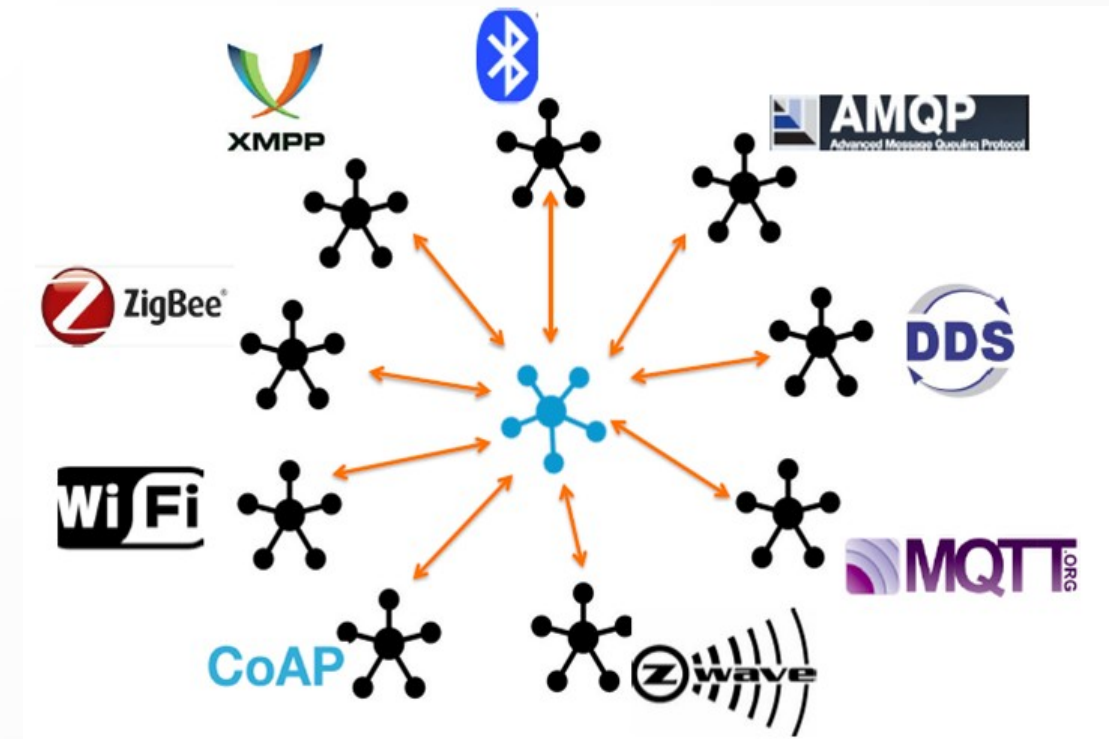 XMPP
AMQP
Advanced Message Queuing Protocol
ZigBee®
DDS
WiFi
MQTT.ORG
CoAP
Z wave